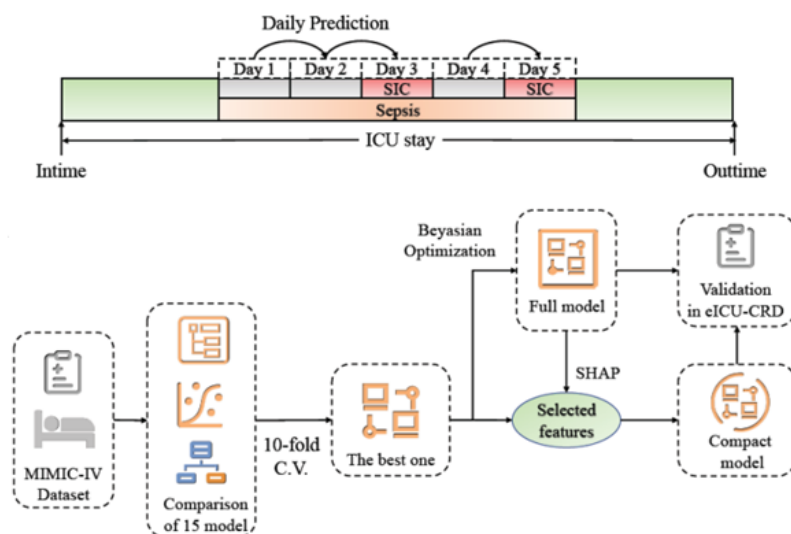 Daily Prediction
Day 1 Day 2 Day 3 Day 4 Day 5
SIC SIC
Sepsis
ICU stay
Intime Outtime
Beyasian
Optimization
Full model
Validation
in eICU-CRD
SHAP
MIMIC-IV
Dataset
Comparison
of 15 model
10-fold
C.V.
The best one
Selected
features
Compact
model